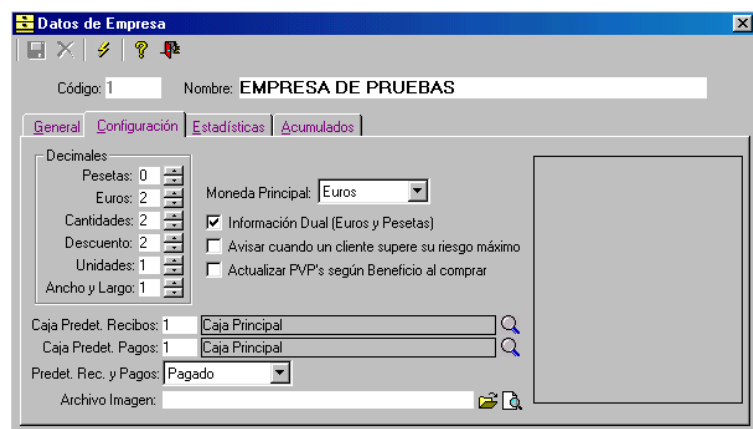 Datos de Empresa
Código: 1 Nombre: EMPRESA DE PRUEBAS
General Configuración Estadísticas Acumulados
Decimales
Pesetas: 0
Euros: 2
Cantidades: 2
Descuento: 2
Unidades: 1
Ancho y Largo: 1
Moneda Principal: Euros
Información Dual (Euros y Pesetas)
Avisar cuando un cliente supere su riesgo máximo
Actualizar PVP's según Beneficio al comprar
Caja Predet. Recibos: 1 Caja Principal
Caja Predet. Pagos: 1 Caja Principal
Predet. Rec. y Pagos: Pagado
Archivo Imagen: